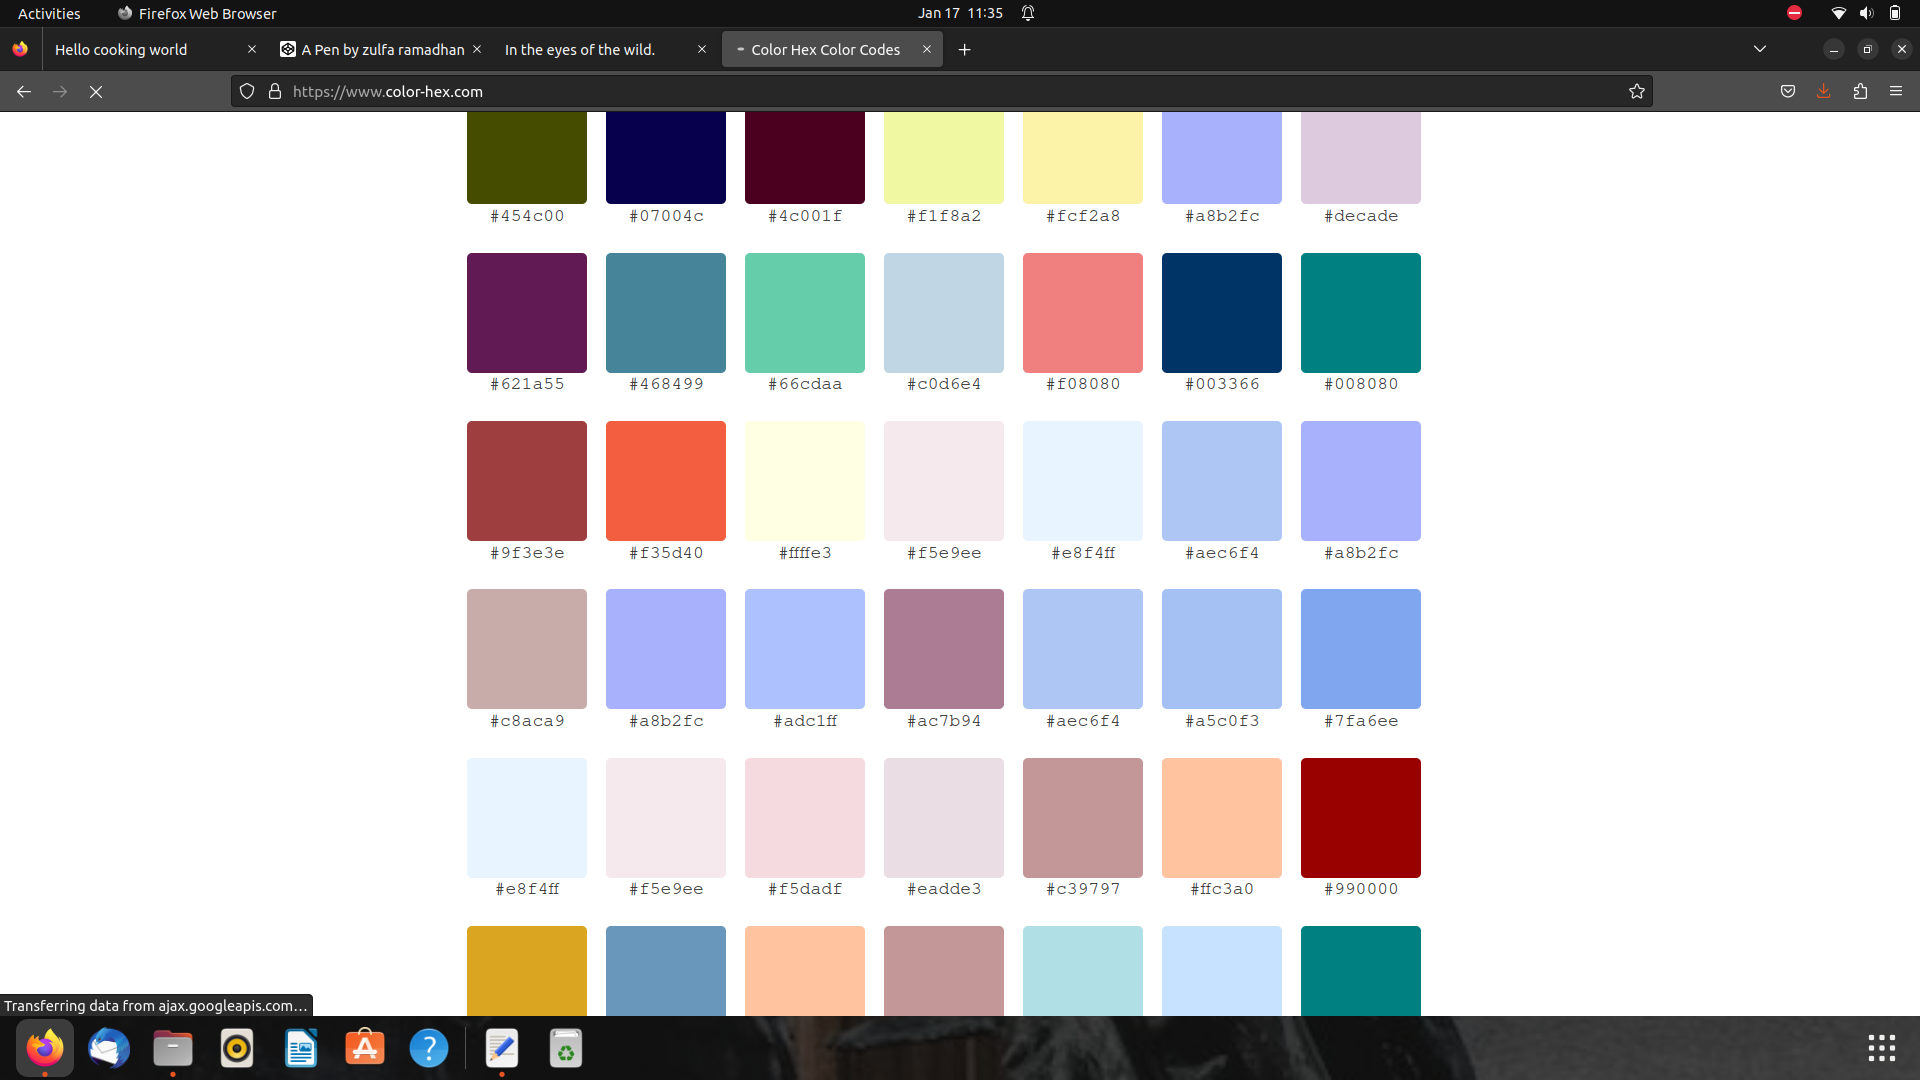 Activities Firefox Web Browser Jan 17 11:35
Hello cooking world A Pen by zulfa ramadhan In the eyes of the wild. Color Hex Color Codes
https://www.color-hex.com
#454c00 #07004c #4c001f #f1f8a2 #fcf2a8 #a8b2fc #decade
#621a55 #468499 #66cdaa #c0d6e4 #f08080 #003366 #008080
#9f3e3e #f35d40 #ffffe3 #f5e9ee #e8f4ff #aec6f4 #a8b2fc
#c8aca9 #a8b2fc #adc1ff #ac7b94 #aec6f4 #a5c0f3 #7fa6ee
#e8f4ff #f5e9ee #f5dadf #eadde3 #c39797 #ffc3a0 #990000
Transferring data from ajax.googleapis.com…